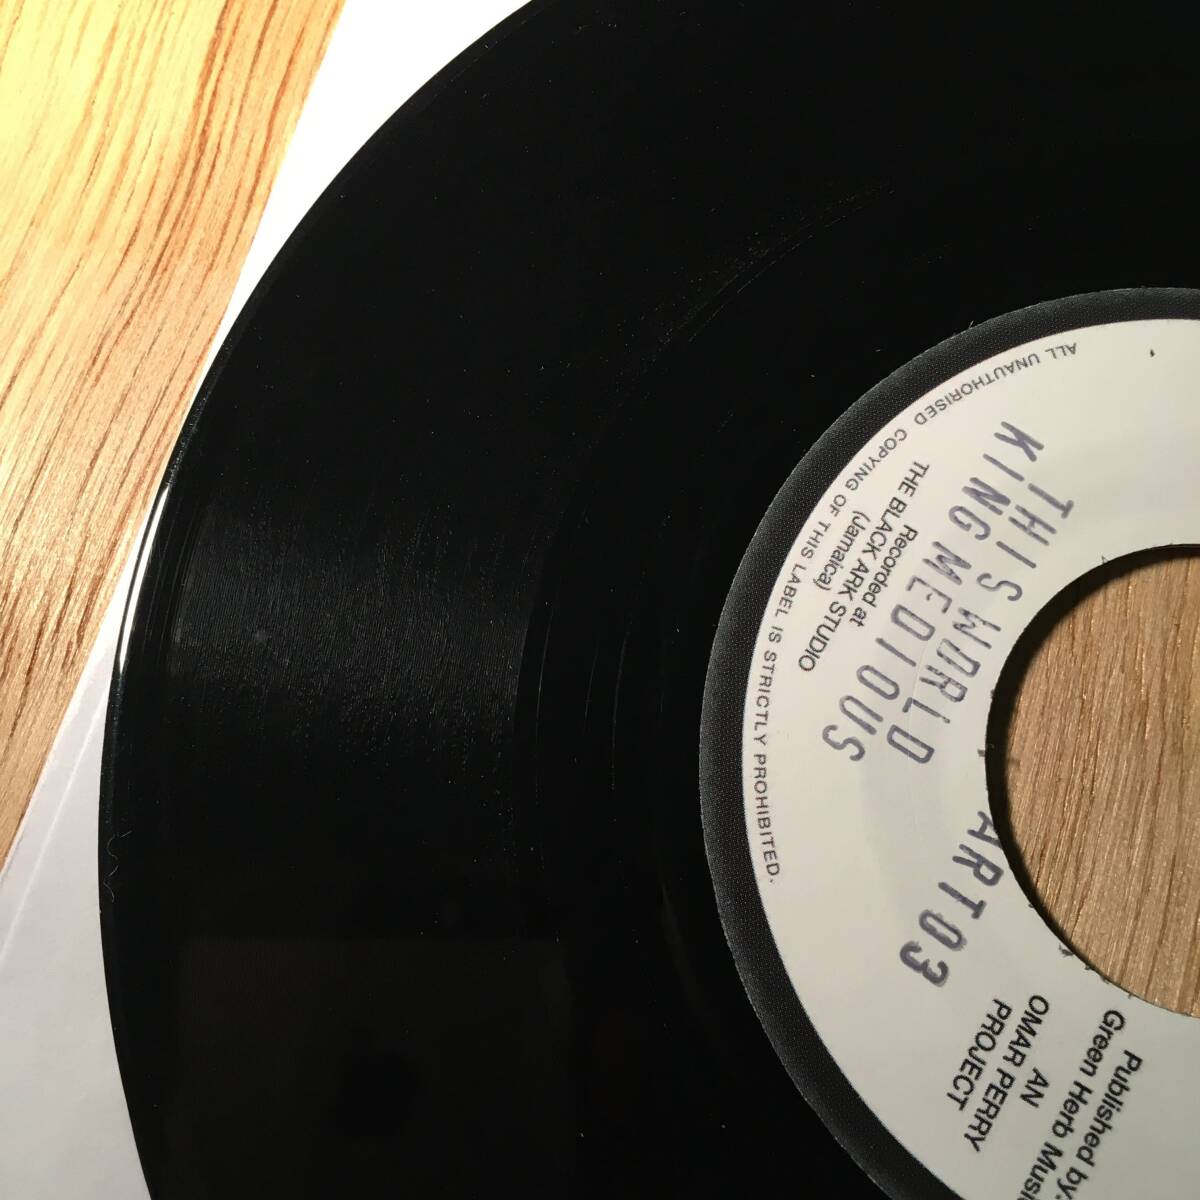 ALL UNAUTHORISED COPYING OF THIS LABEL IS STRICTLY PROHIBITED.
THIS WORLD
KING MEDIOUS
Recorded at
THE BLACK ARK STUDIO
(Jamaica)
ART03
AN
OMAR PERRY
PROJECT
Published by:
Green Herb Music